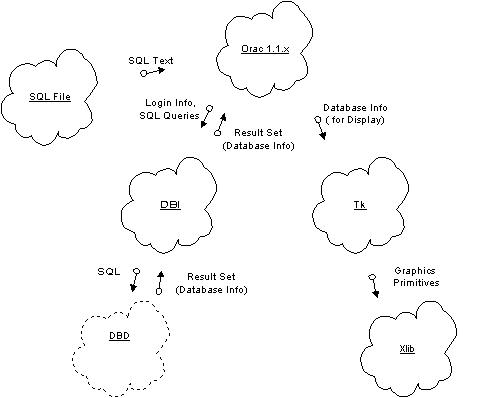 Orac 1.1.x
SQL Text
SQL File
Login Info,
SQL Queries
Result Set
(Database Info)
Database Info
( for Display)
DBI
Tk
SQL
Result Set
(Database Info)
Graphics
Primitives
DBD
Xlib